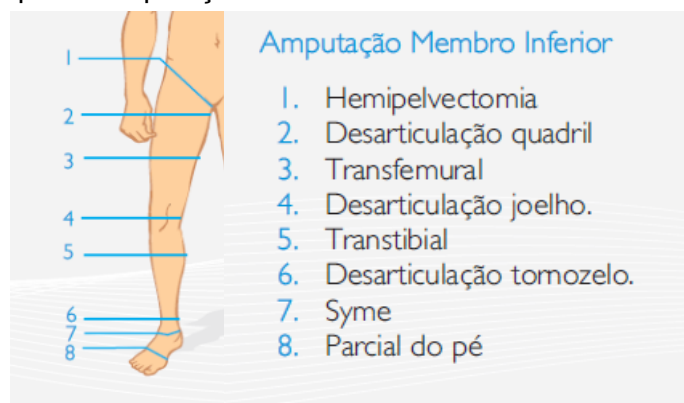 Amputação Membro Inferior
1. Hemipelvectomia
2. Desarticulação quadril
3. Transfemural
4. Desarticulação joelho.
5. Transtibial
6. Desarticulação tornozelo.
7. Syme
8. Parcial do pé
1
2
3
4
5
6
7
8